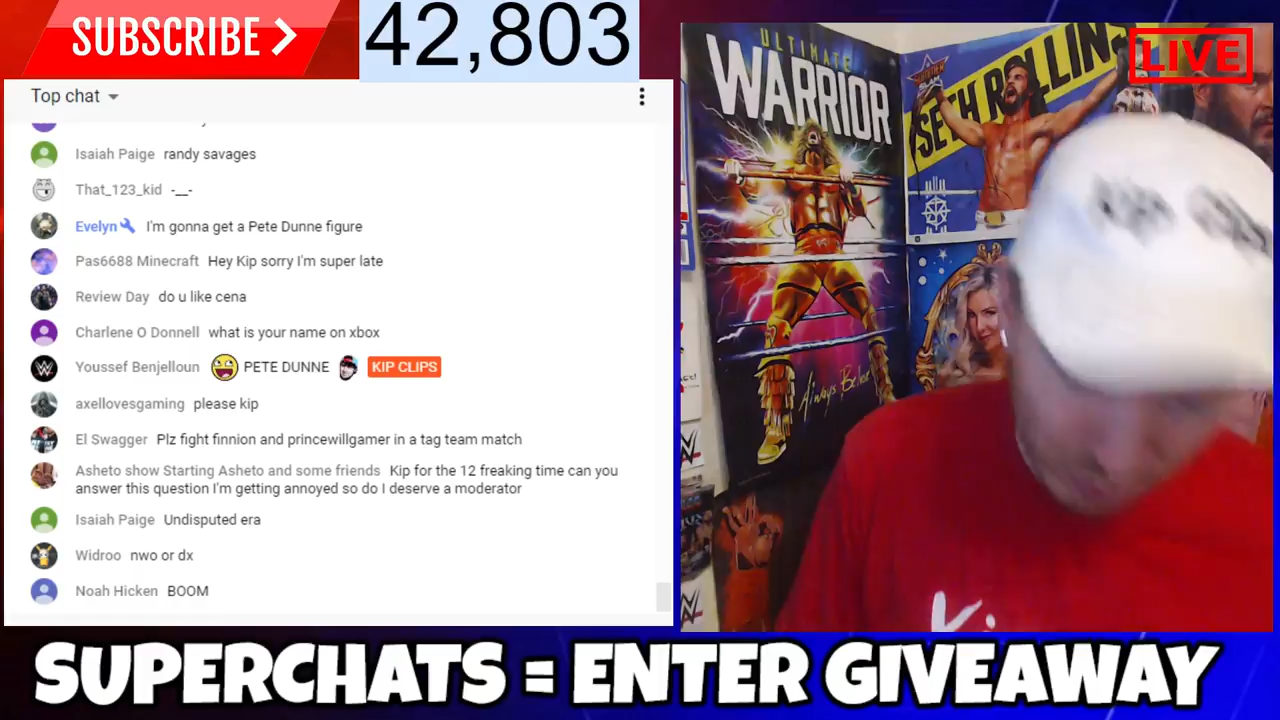 SUBSCRIBE
42,803
Top chat
Isaiah Paige randy savages
That_123_kid -__-
Evelyn I'm gonna get a Pete Dunne figure
Pas6688 Minecraft Hey Kip sorry I'm super late
Review Day do u like cena
Charlene O Donnell what is your name on xbox
Youssef Benjelloun PETE DUNNE KIP CLIPS
axellovesgaming please kip
El Swagger Plz fight finnion and princewillgamer in a tag team match
Asheto show Starting Asheto and some friends Kip for the 12 freaking time can you
answer this question I'm getting annoyed so do I deserve a moderator
Isaiah Paige Undisputed era
Widroo nwo or dx
Noah Hicken BOOM
ULTIMATE
WARRIOR
Always Believe
SETH ROLLINS
LIVE
SUPERCHATS = ENTER GIVEAWAY